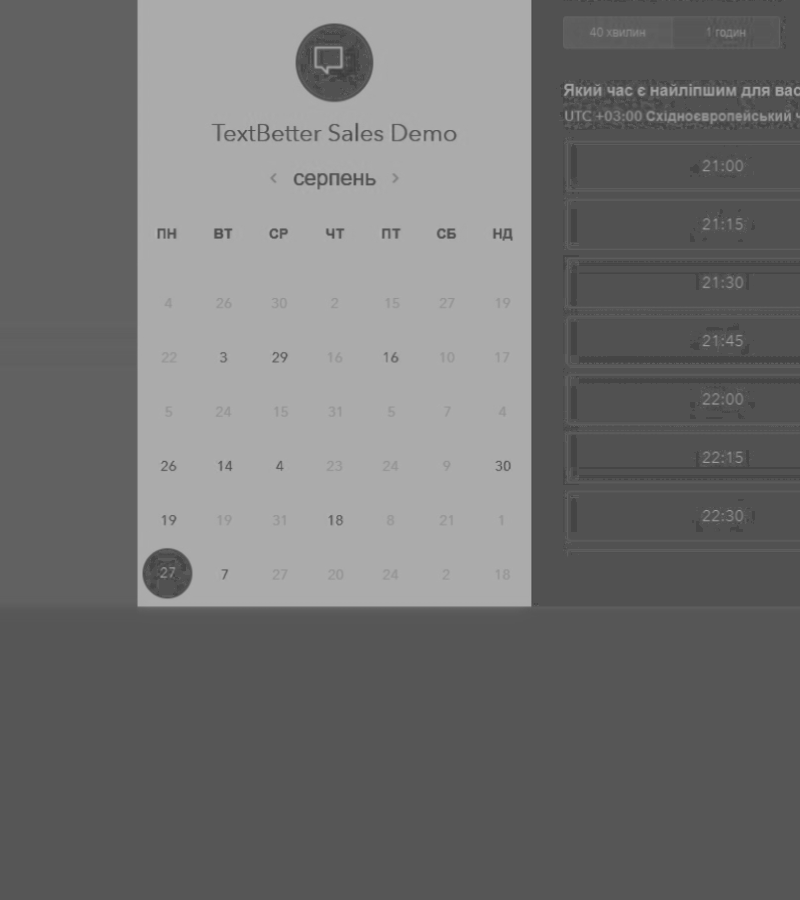 TextBetter Sales Demo
серпень
ПН ВТ СР ЧТ ПТ СБ НД
4 26 30 2 15 27 19
22 3 29 16 16 10 17
5 24 15 31 5 7 4
26 14 4 23 24 9 30
19 19 31 18 8 21 1
27 7 27 20 24 2 18
40 хвилин 1 годин
Який час є найліпшим для вас
UTC +03:00 Східноєвропейський
21:00
21:15
21:30
21:45
22:00
22:15
22:30